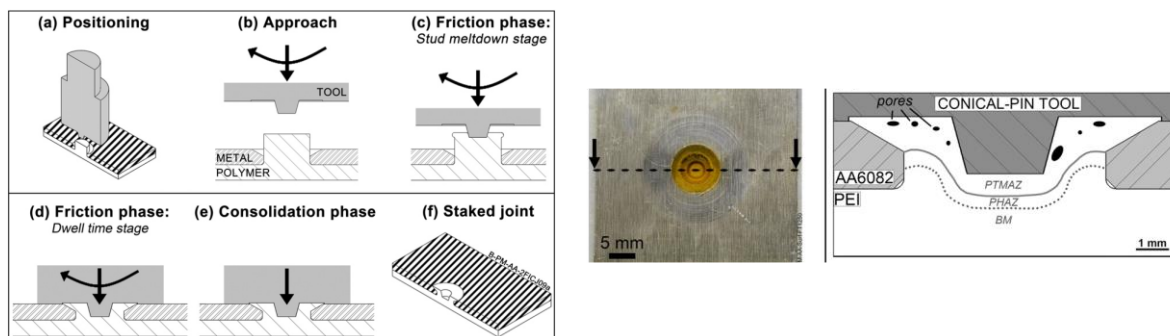 (a) Positioning
(b) Approach
(c) Friction phase:
Stud meltdown stage
TOOL
METAL
POLYMER
(d) Friction phase:
Dwell time stage
(e) Consolidation phase
(f) Staked joint
5 mm
pores
CONICAL-PIN TOOL
AA6082
PEI
PTMAZ
PHAZ
BM
1 mm